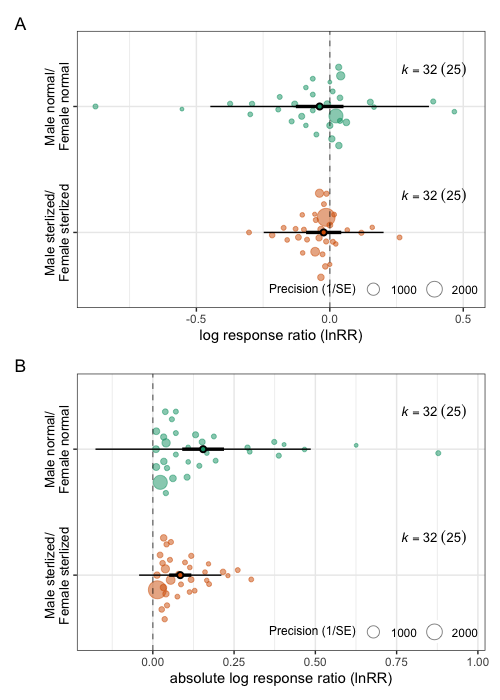 A
Male normal/
Female normal
k = 32 (25)
Male sterlized/
Female sterilized
k = 32 (25)
Precision (1/SE) 1000 2000
-0.5 0.0 0.5
log response ratio (lnRR)
B
Male normal/
Female normal
k = 32 (25)
Male sterlized/
Female sterilized
k = 32 (25)
Precision (1/SE) 1000 2000
0.00 0.25 0.50 0.75 1.00
absolute log response ratio (lnRR)